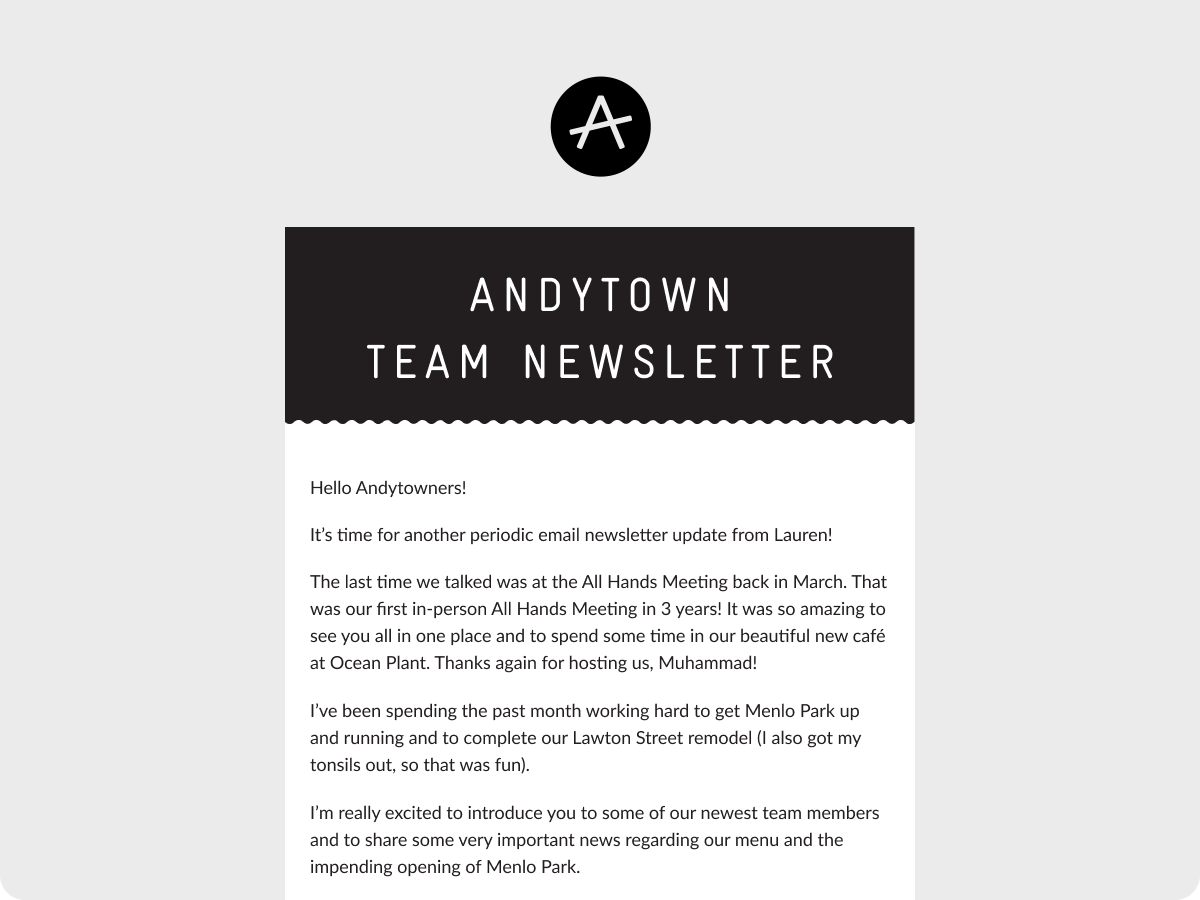 A
ANDYTOWN
TEAM NEWSLETTER
Hello Andytowners!
It’s time for another periodic email newsletter update from Lauren!
The last time we talked was at the All Hands Meeting back in March. That
was our first in-person All Hands Meeting in 3 years! It was so amazing to
see you all in one place and to spend some time in our beautiful new café
at Ocean Plant. Thanks again for hosting us, Muhammad!
I’ve been spending the past month working hard to get Menlo Park up
and running and to complete our Lawton Street remodel (I also got my
tonsils out, so that was fun).
I’m really excited to introduce you to some of our newest team members
and to share some very important news regarding our menu and the
impending opening of Menlo Park.